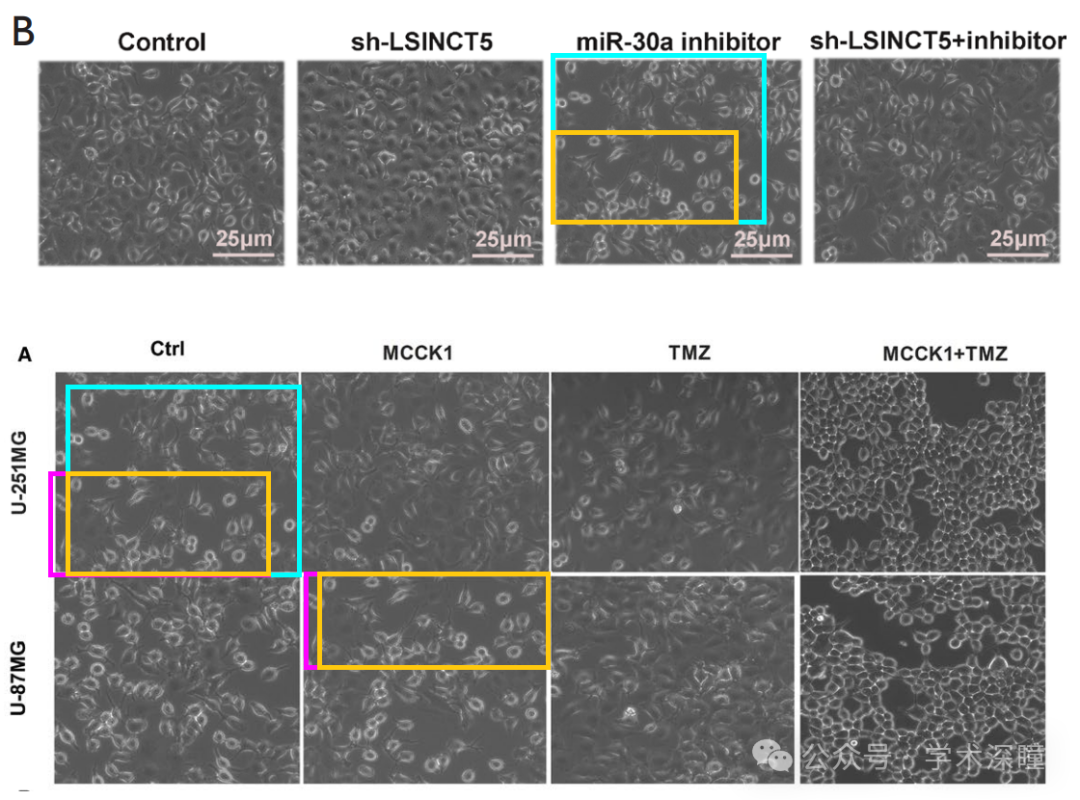 B
Control sh-LSINCT5 miR-30a inhibitor sh-LSINCT5+inhibitor
25μm 25μm 25μm 25μm
A
Ctrl MCCK1 TMZ MCCK1+TMZ
U-251MG
U-87MG
公众号·学术深瞳